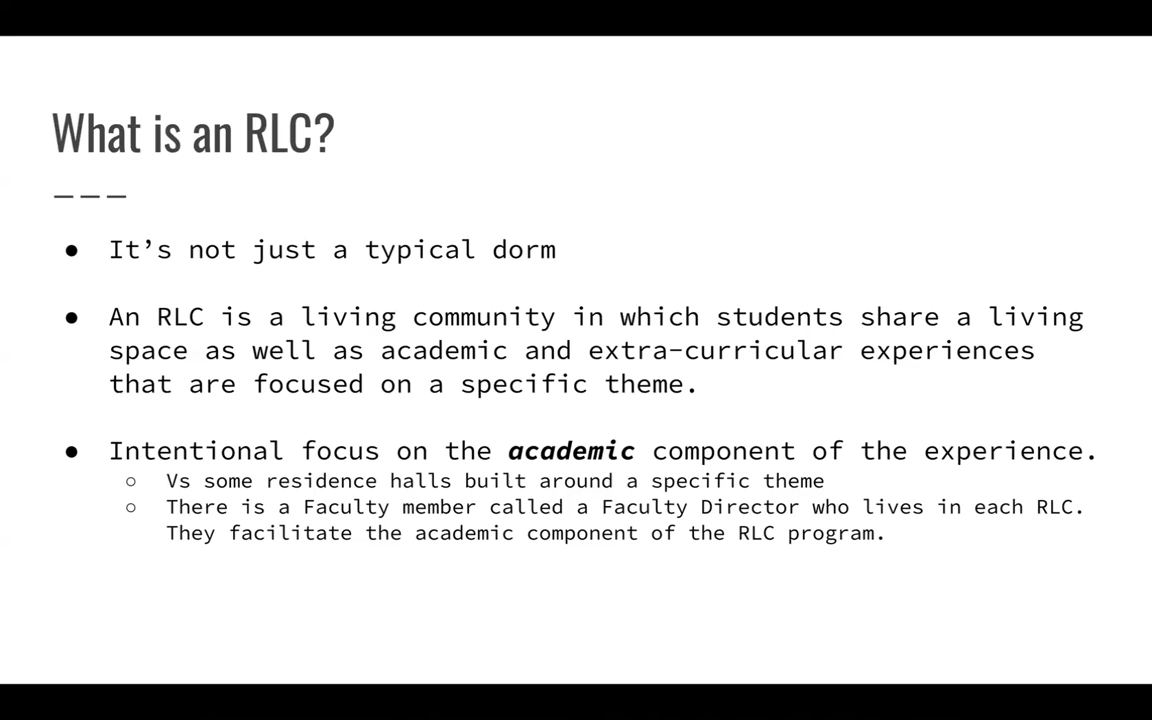 What is an RLC?
● It’s not just a typical dorm
● An RLC is a living community in which students share a living
space as well as academic and extra-curricular experiences
that are focused on a specific theme.
● Intentional focus on the academic component of the experience.
○ Vs some residence halls built around a specific theme
○ There is a Faculty member called a Faculty Director who lives in each RLC.
They facilitate the academic component of the RLC program.